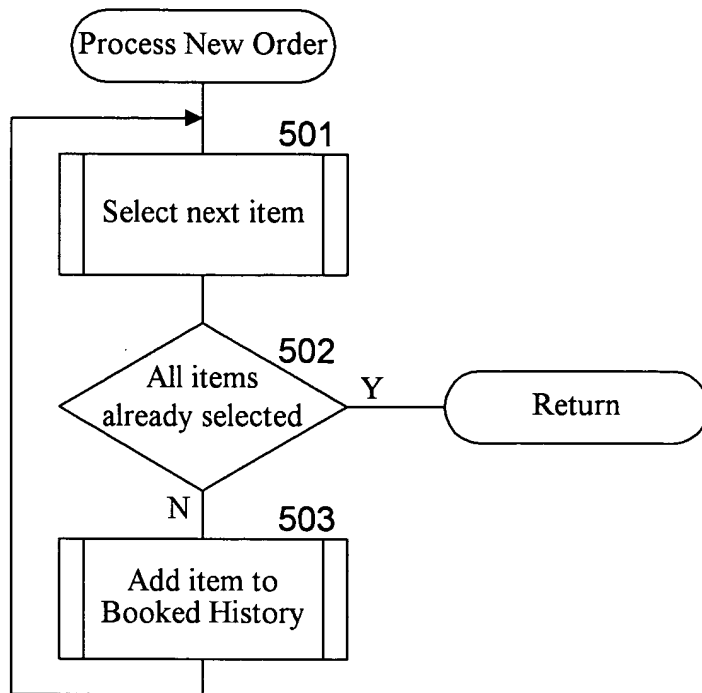 Process New Order
501
Select next item
502
All items
already selected
Y
Return
N
503
Add item to
Booked History